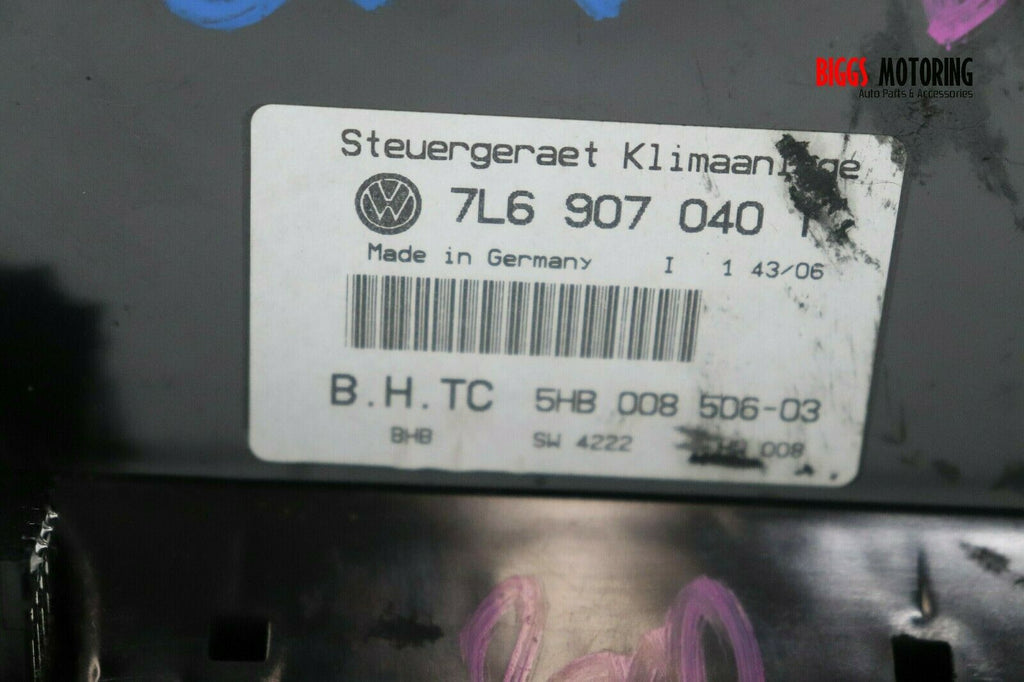 BIGGS MOTORING
Auto Parts & Accessories
Steuergeraet
7L6 907 040
Made in Germany I 1 43/06
B.H.TC 5HB 008 5D6-03
BHB SW 4222 008